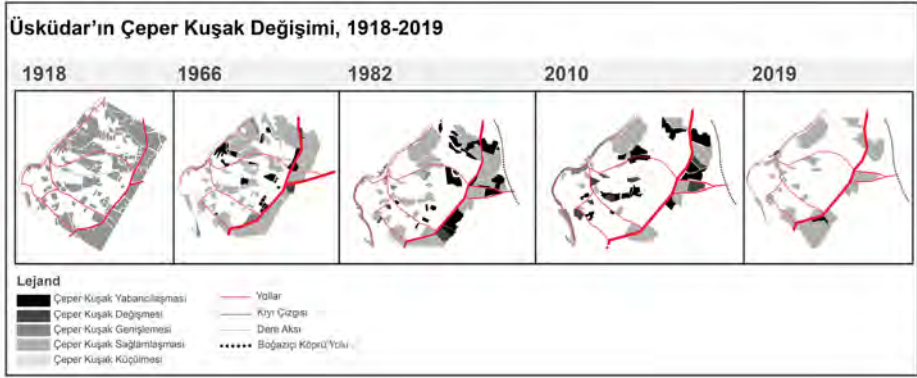 Üsküdar’ın Çeper Kuşak Değişimi, 1918-2019
1918 1966 1982 2010 2019
Lejand
Çeper Kuşak Yabancılaşması
Çeper Kuşak Değişmesi
Çeper Kuşak Genişlemesi
Çeper Kuşak Sağlamlaşması
Çeper Kuşak Küçülmesi
Yollar
Kıyı Çizgisi
Dere Aksı
Boğaziçi Köprü Yolu